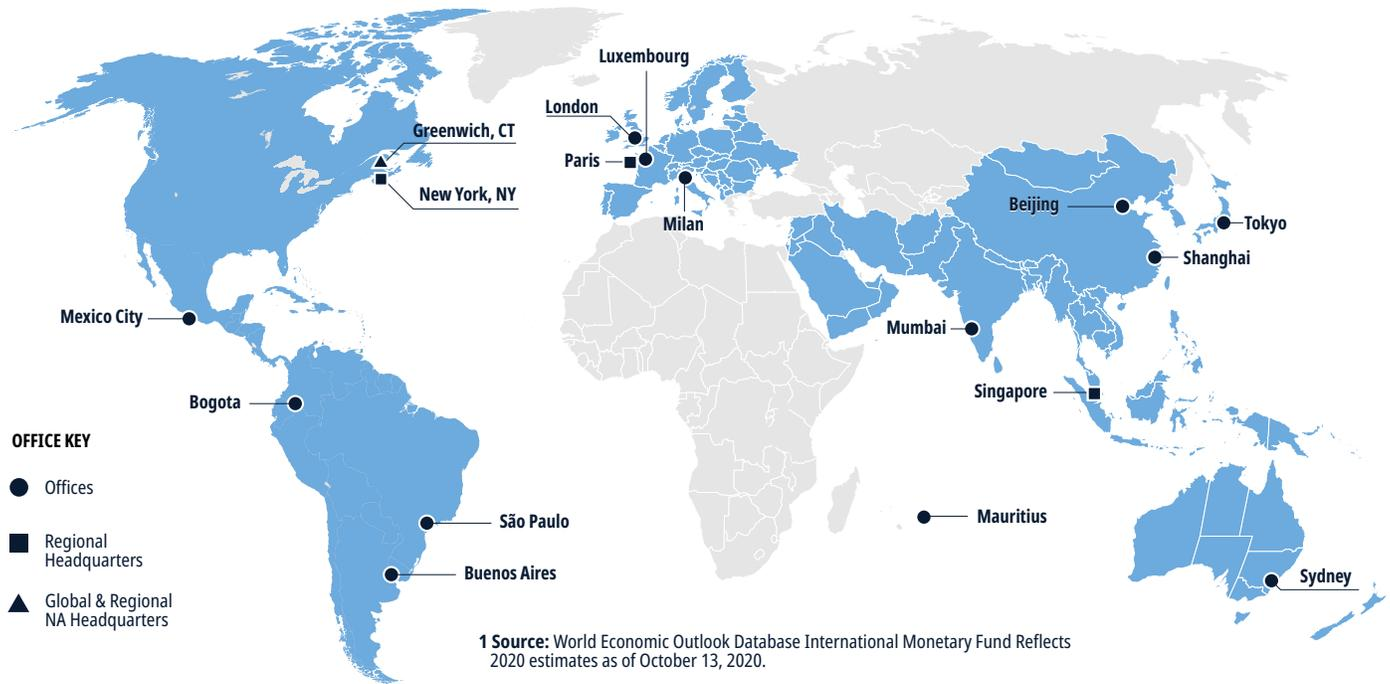 Luxembourg
London
Greenwich, CT
Paris
New York, NY
Beijing
Milan
Tokyo
Shanghai
Mexico City
Mumbai
Singapore
Bogota
OFFICE KEY
Offices
São Paulo
Mauritius
Regional
Headquarters
Buenos Aires
Sydney
Global & Regional
NA Headquarters
1 Source: World Economic Outlook Database International Monetary Fund Reflects
2020 estimates as of October 13, 2020.